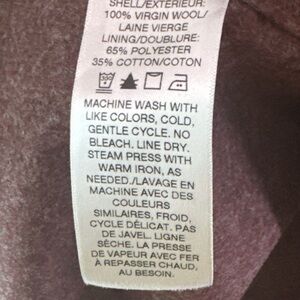 SHELL/EXTERIEUR:
100% VIRGIN WOOL/
LAINE VIERGE
LINING/DOUBLURE:
65% POLYESTER
35% COTTON/COTON
MACHINE WASH WITH
LIKE COLORS, COLD,
GENTLE CYCLE. NO
BLEACH. LINE DRY.
STEAM PRESS WITH
WARM IRON, AS
NEEDED./LAVAGE EN
MACHINE AVEC DES
COULEURS
SIMILAIRES, FROID,
CYCLE DÉLICAT. PAS
DE JAVEL. LIGNE
SÈCHE. LA PRESSE
DE VAPEUR AVEC FER
À REPASSER CHAUD,
AU BESOIN.